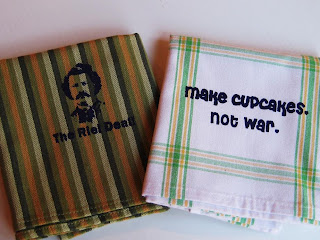 The Riel Deal!
make cupcakes.
not war.